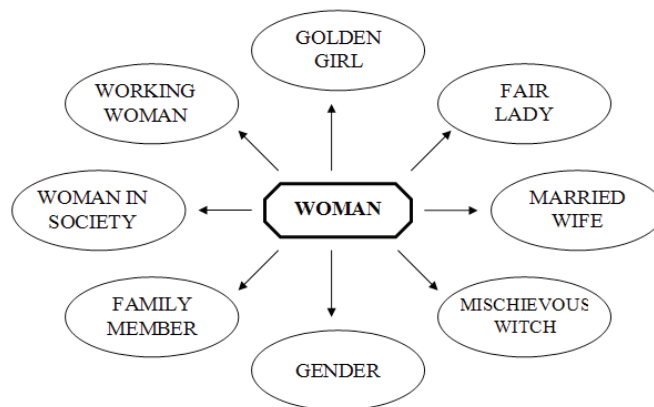 GOLDEN
GIRL
WORKING
WOMAN
FAIR
LADY
WOMAN IN
SOCIETY
WOMAN
MARRIED
WIFE
FAMILY
MEMBER
MISCHIEVOUS
WITCH
GENDER